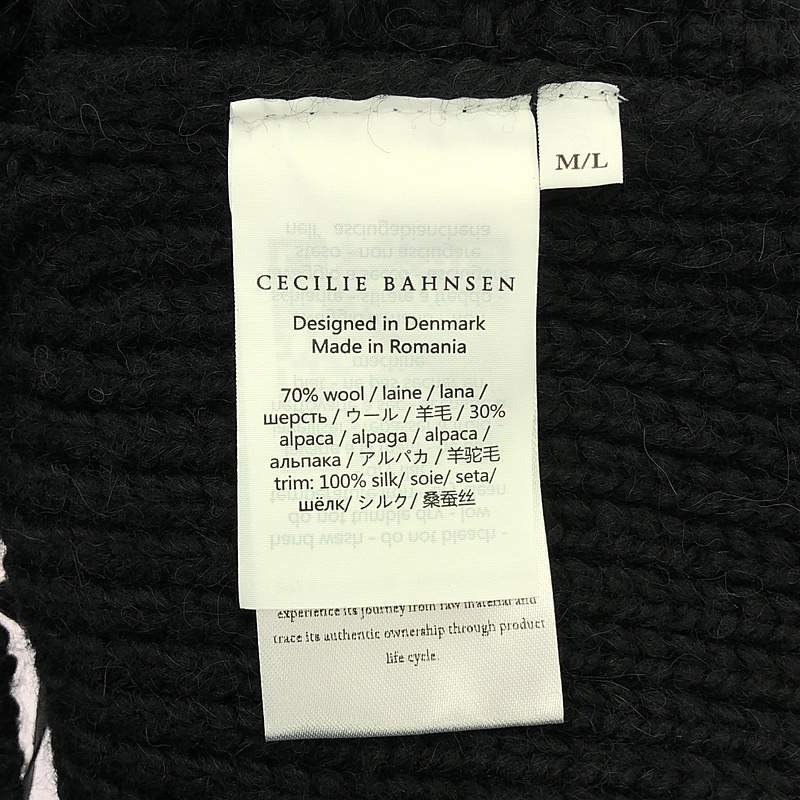 M/L
CECILIE BAHNSEN
Designed in Denmark
Made in Romania
70% wool / laine / lana /
шерсть / ウール / 羊毛 / 30%
alpaca / alpaga / alpaca /
альпака / アルパカ / 羊驼毛
trim: 100% silk/ soie/ seta/
шёлк/ シルク/ 桑蚕丝
experience its journey from raw material and
trace its authentic ownership through product
life cycle.